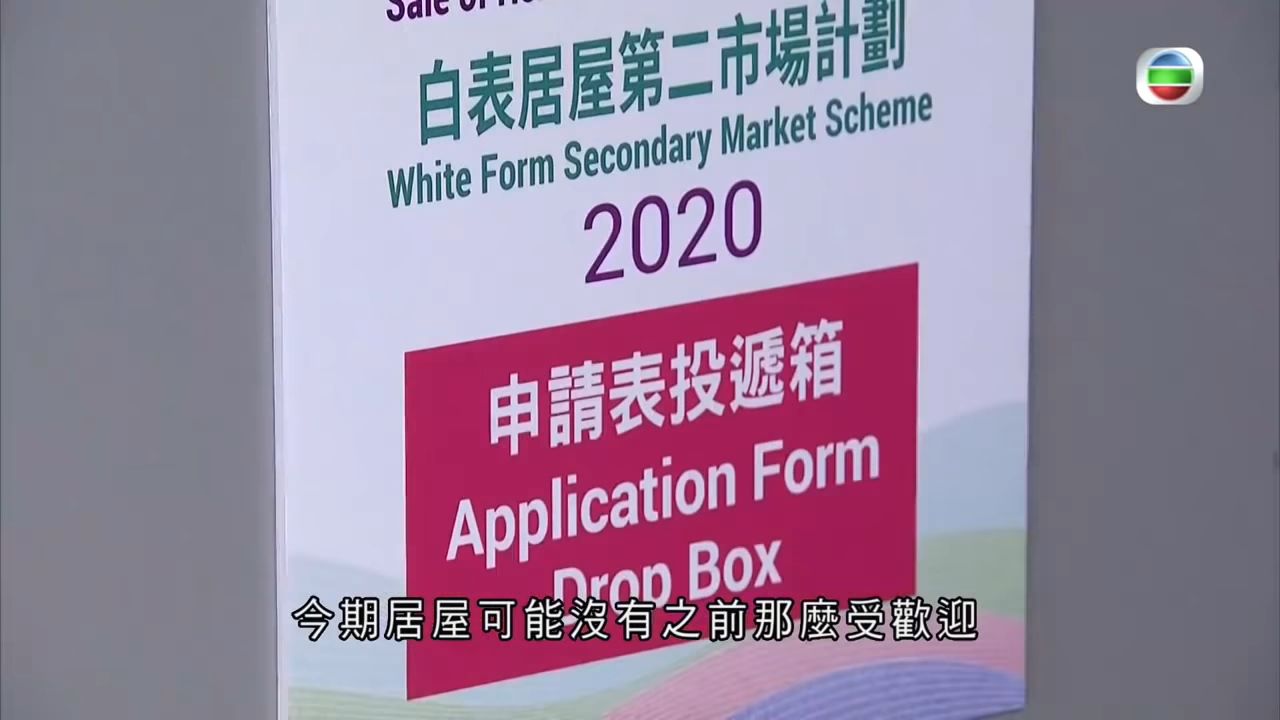 Sale of
白表居屋第二市場計劃
White Form Secondary Market Scheme
2020
申請表投遞箱
Application Form
Drop Box
今期居屋可能沒有之前那麼受歡迎